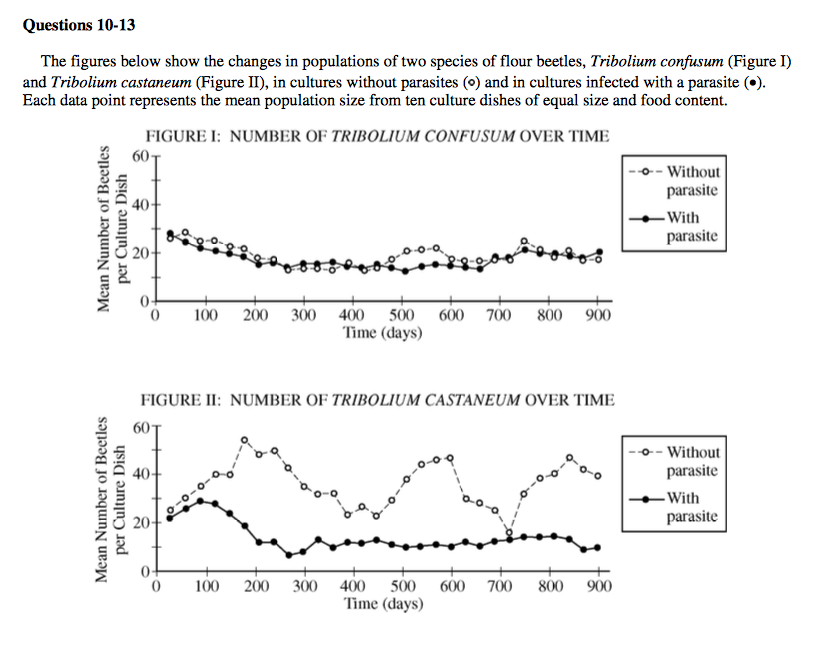 Questions 10-13
The figures below show the changes in populations of two species of flour beetles, Tribolium confusum (Figure I)
and Tribolium castaneum (Figure II), in cultures without parasites (o) and in cultures infected with a parasite (•).
Each data point represents the mean population size from ten culture dishes of equal size and food content.
FIGURE I: NUMBER OF TRIBOLIUM CONFUSUM OVER TIME
Mean Number of Beetles
per Culture Dish
60
40
20
0
0 100 200 300 400 500 600 700 800 900
Time (days)
Without
parasite
With
parasite
FIGURE II: NUMBER OF TRIBOLIUM CASTANEUM OVER TIME
Mean Number of Beetles
per Culture Dish
60
40
20
0
0 100 200 300 400 500 600 700 800 900
Time (days)
Without
parasite
With
parasite